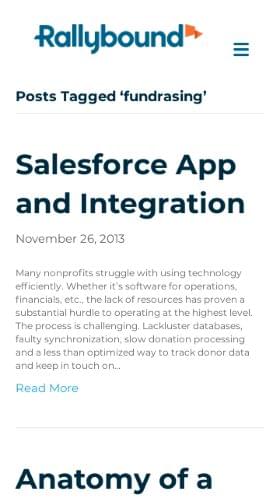 Rallybound
Posts Tagged ‘fundrasing’
Salesforce App
and Integration
November 26, 2013
Many nonprofits struggle with using technology
efficiently. Whether it’s software for operations,
financials, etc., the lack of resources has proven a
substantial hurdle to operating at the highest level.
The process is challenging. Lackluster databases,
faulty synchronization, slow donation processing
and a less than optimized way to track donor data
and keep in touch on...
Read More
Anatomy of a